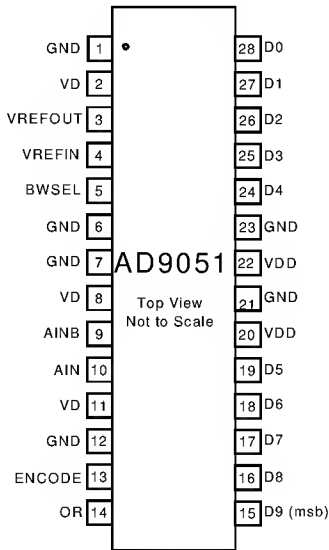 GND 1 28 D0
VD 2 27 D1
VREFOUT 3 26 D2
VREFIN 4 25 D3
BWSEL 5 24 D4
GND 6 23 GND
GND 7 AD9051 22 VDD
VD 8 Top View 21 GND
Not to Scale
AINB 9 20 VDD
AIN 10 19 D5
VD 11 18 D6
GND 12 17 D7
ENCODE 13 16 D8
OR 14 15 D9 (msb)